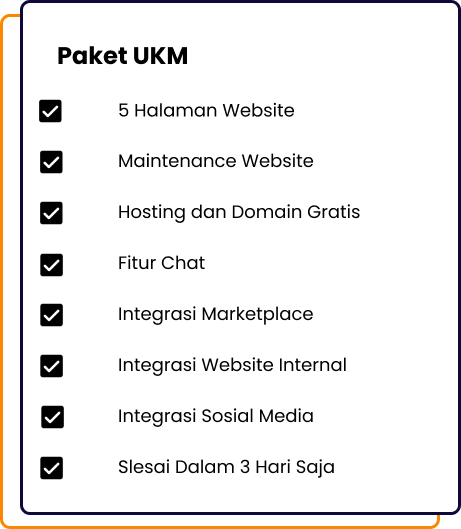 Paket UKM
5 Halaman Website
Maintenance Website
Hosting dan Domain Gratis
Fitur Chat
Integrasi Marketplace
Integrasi Website Internal
Integrasi Sosial Media
Slesai Dalam 3 Hari Saja